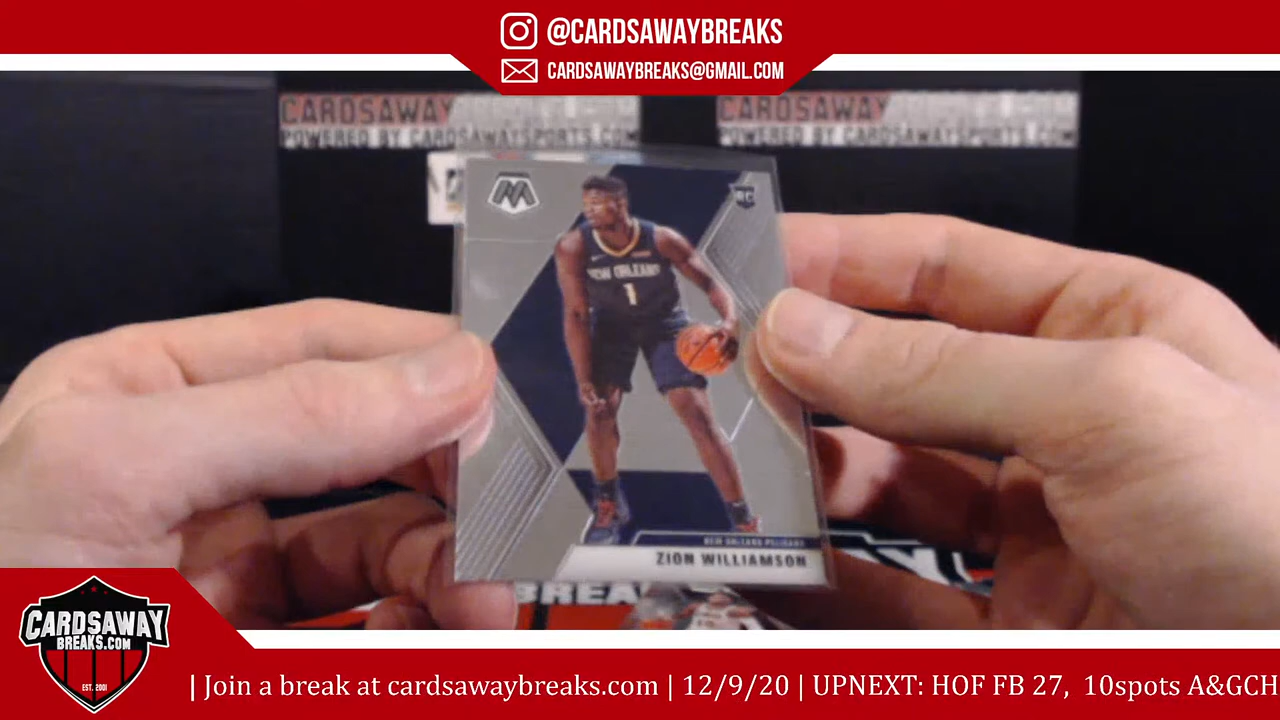 @CARDSAWAYBREAKS
CARDSAWAYBREAKS@GMAIL.COM
CARDSAWAY
POWERED BY CARDSAWAYSPORTS.COM
CARDSAWAY
POWERED BY CARDSAWAYSPORTS.COM
M
RC
NEW ORLEANS
1
NEW ORLEANS PELICANS
ZION WILLIAMSON
BREA
CARDSAWAY
BREAKS.COM
EST. 2001
| Join a break at cardsawaybreaks.com | 12/9/20 | UPNEXT: HOF FB 27, 10spots A&GCH